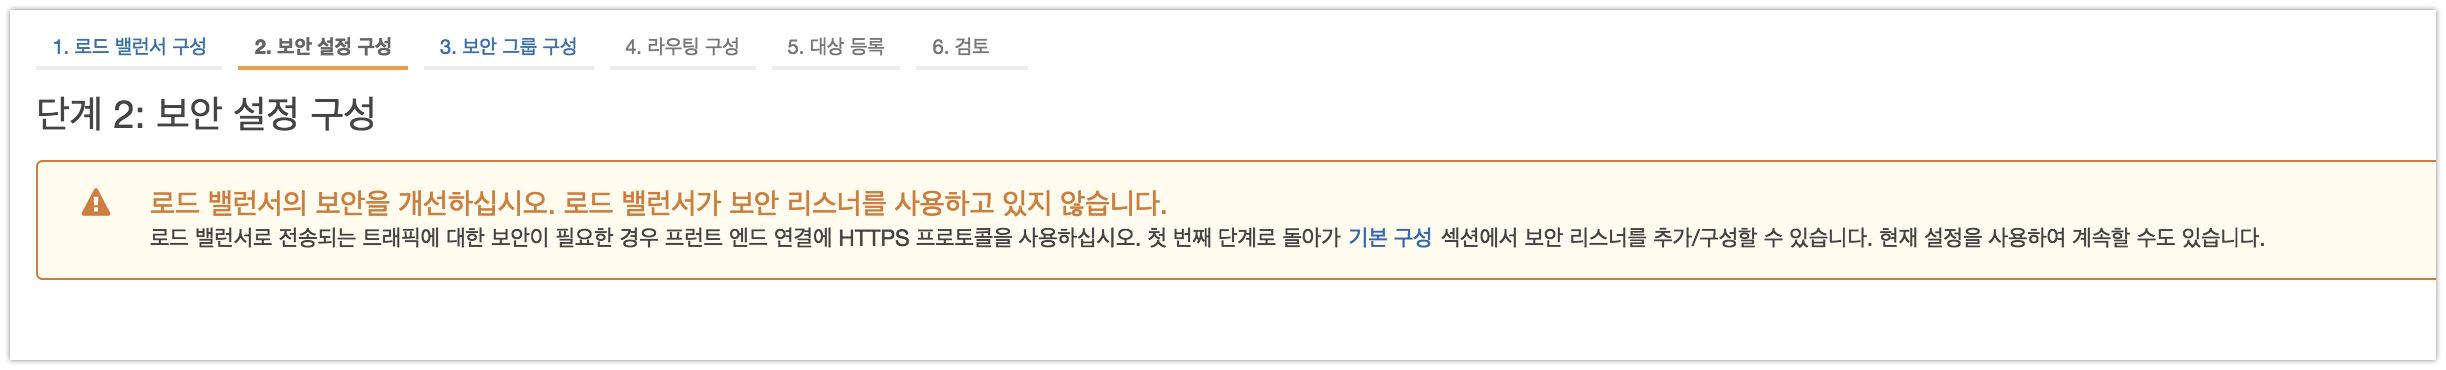 1. 로드 밸런서 구성 2. 보안 설정 구성 3. 보안 그룹 구성 4. 라우팅 구성 5. 대상 등록 6. 검토
단계 2: 보안 설정 구성
로드 밸런서의 보안을 개선하십시오. 로드 밸런서가 보안 리스너를 사용하고 있지 않습니다.
로드 밸런서로 전송되는 트래픽에 대한 보안이 필요한 경우 프런트 엔드 연결에 HTTPS 프로토콜을 사용하십시오. 첫 번째 단계로 돌아가 기본 구성 섹션에서 보안 리스너를 추가/구성할 수 있습니다. 현재 설정을 사용하여 계속할 수도 있습니다.